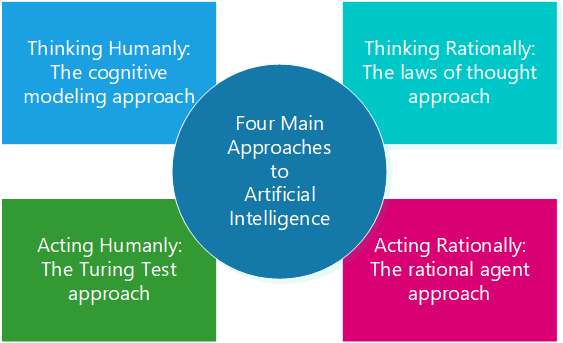 Thinking Humanly:
The cognitive
modeling approach
Thinking Rationally:
The laws of thought
approach
Four Main
Approaches
to
Artificial
Intelligence
Acting Humanly:
The Turing Test
approach
Acting Rationally:
The rational agent
approach